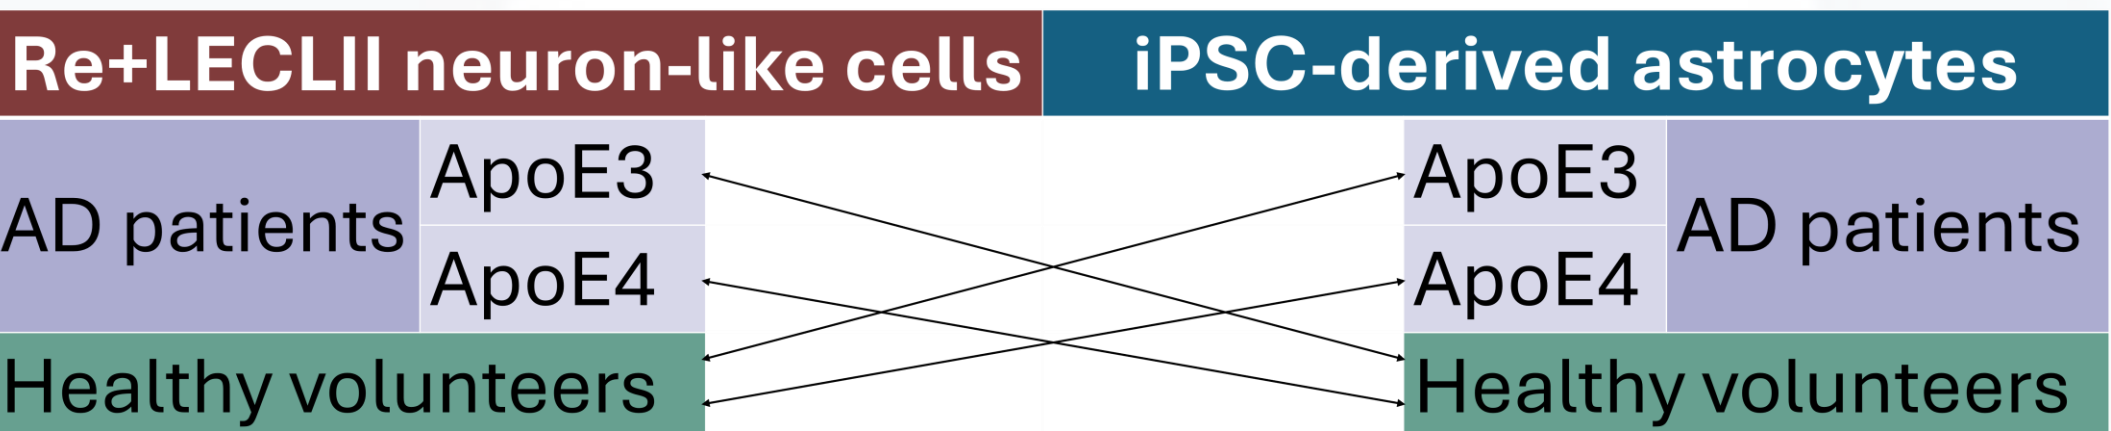 Re+LECLII neuron-like cells iPSC-derived astrocytes
AD patients ApoE3 ApoE3 AD patients
ApoE4 ApoE4
Healthy volunteers Healthy volunteers